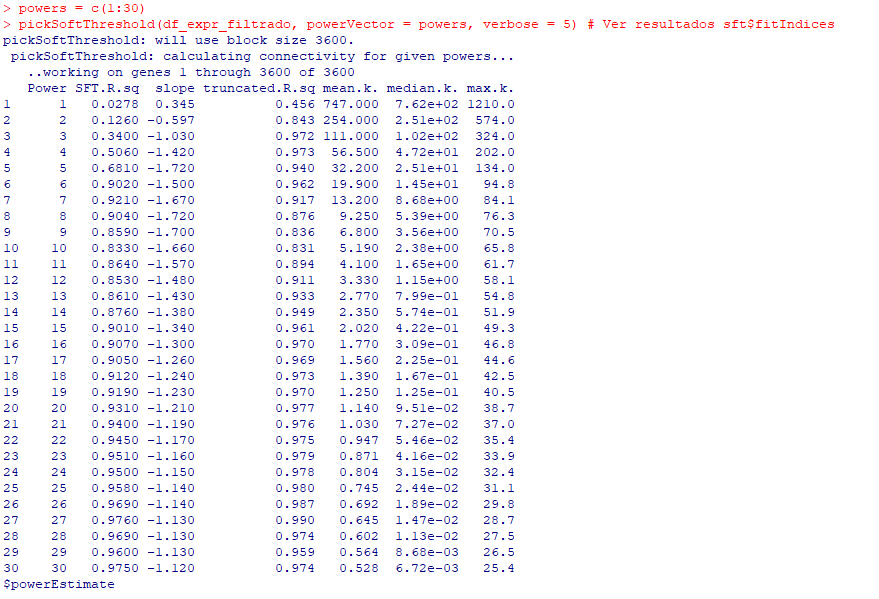 > powers = c(1:30)
> pickSoftThreshold(df_expr_filtrado, powerVector = powers, verbose = 5) # Ver resultados sft$fitIndices
pickSoftThreshold: will use block size 3600.
 pickSoftThreshold: calculating connectivity for given powers...
   ..working on genes 1 through 3600 of 3600
   Power SFT.R.sq  slope truncated.R.sq mean.k. median.k. max.k.
1      1   0.0278  0.345          0.456 747.000  7.62e+02 1210.0
2      2   0.1260 -0.597          0.843 254.000  2.51e+02  574.0
3      3   0.3400 -1.030          0.972 111.000  1.02e+02  324.0
4      4   0.5060 -1.420          0.973  56.500  4.72e+01  202.0
5      5   0.6810 -1.720          0.940  32.200  2.51e+01  134.0
6      6   0.9020 -1.500          0.962  19.900  1.45e+01   94.8
7      7   0.9210 -1.670          0.917  13.200  8.68e+00   84.1
8      8   0.9040 -1.720          0.876   9.250  5.39e+00   76.3
9      9   0.8590 -1.700          0.836   6.800  3.56e+00   70.5
10    10   0.8330 -1.660          0.831   5.190  2.38e+00   65.8
11    11   0.8640 -1.570          0.894   4.100  1.65e+00   61.7
12    12   0.8530 -1.480          0.911   3.330  1.15e+00   58.1
13    13   0.8610 -1.430          0.933   2.770  7.99e-01   54.8
14    14   0.8760 -1.380          0.949   2.350  5.74e-01   51.9
15    15   0.9010 -1.340          0.961   2.020  4.22e-01   49.3
16    16   0.9070 -1.300          0.970   1.770  3.09e-01   46.8
17    17   0.9050 -1.260          0.969   1.560  2.25e-01   44.6
18    18   0.9120 -1.240          0.973   1.390  1.67e-01   42.5
19    19   0.9190 -1.230          0.970   1.250  1.25e-01   40.5
20    20   0.9310 -1.210          0.977   1.140  9.51e-02   38.7
21    21   0.9400 -1.190          0.976   1.030  7.27e-02   37.0
22    22   0.9450 -1.170          0.975   0.947  5.46e-02   35.4
23    23   0.9510 -1.160          0.979   0.871  4.16e-02   33.9
24    24   0.9500 -1.150          0.978   0.804  3.15e-02   32.4
25    25   0.9580 -1.140          0.980   0.745  2.44e-02   31.1
26    26   0.9690 -1.140          0.987   0.692  1.89e-02   29.8
27    27   0.9760 -1.130          0.990   0.645  1.47e-02   28.7
28    28   0.9690 -1.130          0.974   0.602  1.13e-02   27.5
29    29   0.9600 -1.130          0.959   0.564  8.68e-03   26.5
30    30   0.9750 -1.120          0.974   0.528  6.72e-03   25.4
$powerEstimate